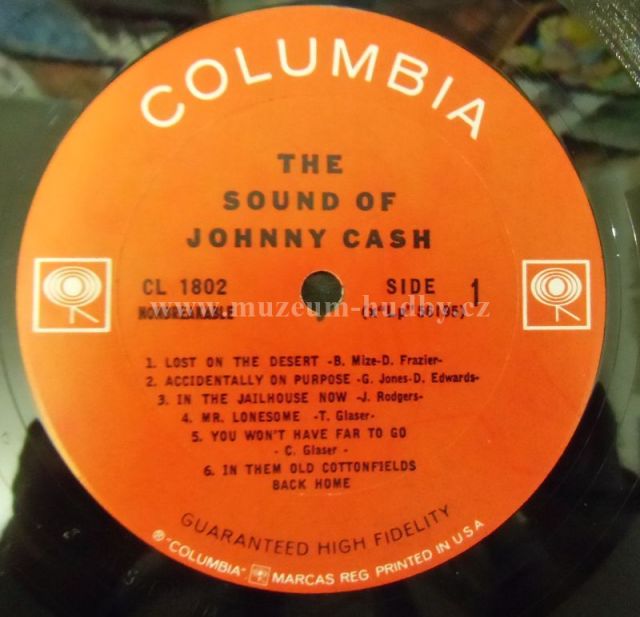 COLUMBIA
THE
SOUND OF
JOHNNY CASH
CL 1802
NONBREAKABLE
SIDE 1
(x"Lp" 56195)
www.muzeum-hudby.cz
1. LOST ON THE DESERT -B. Mize-D. Frazier-
2. ACCIDENTALLY ON PURPOSE -G. Jones-D. Edwards-
3. IN THE JAILHOUSE NOW -J. Rodgers-
4. MR. LONESOME -T. Glaser-
5. YOU WON'T HAVE FAR TO GO
- C. Glaser -
6. IN THEM OLD COTTONFIELDS
BACK HOME
GUARANTEED HIGH FIDELITY
℗ "COLUMBIA" MARCAS REG PRINTED IN U S A